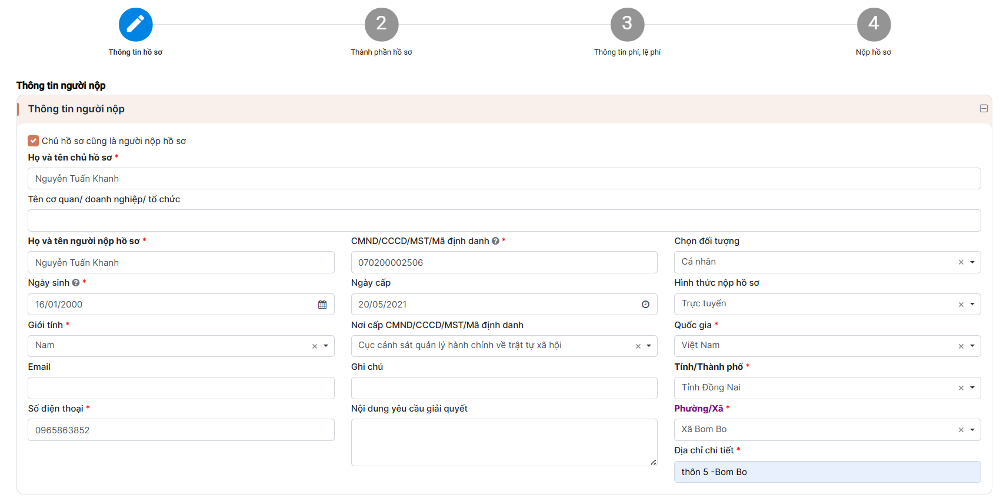 2
3
4
Thông tin hồ sơ
Thành phần hồ sơ
Thông tin phí, lệ phí
Nộp hồ sơ
Thông tin người nộp
Thông tin người nộp
Chủ hồ sơ cũng là người nộp hồ sơ
Họ và tên chủ hồ sơ *
Nguyễn Tuấn Khanh
Tên cơ quan/ doanh nghiệp/ tổ chức
Họ và tên người nộp hồ sơ *
CMND/CCCD/MST/Mã định danh ? *
Chọn đối tượng
Nguyễn Tuấn Khanh
070200002506
Cá nhân
Ngày sinh ? *
Ngày cấp
Hình thức nộp hồ sơ
16/01/2000
20/05/2021
Trực tuyến
Giới tính *
Nơi cấp CMND/CCCD/MST/Mã định danh
Quốc gia *
Nam
Cục cảnh sát quản lý hành chính về trật tự xã hội
Việt Nam
Email
Ghi chú
Tỉnh/Thành phố *
Tỉnh Đồng Nai
Số điện thoại *
Nội dung yêu cầu giải quyết
Phường/Xã *
0965863852
Xã Bom Bo
Địa chỉ chi tiết *
thôn 5 -Bom Bo